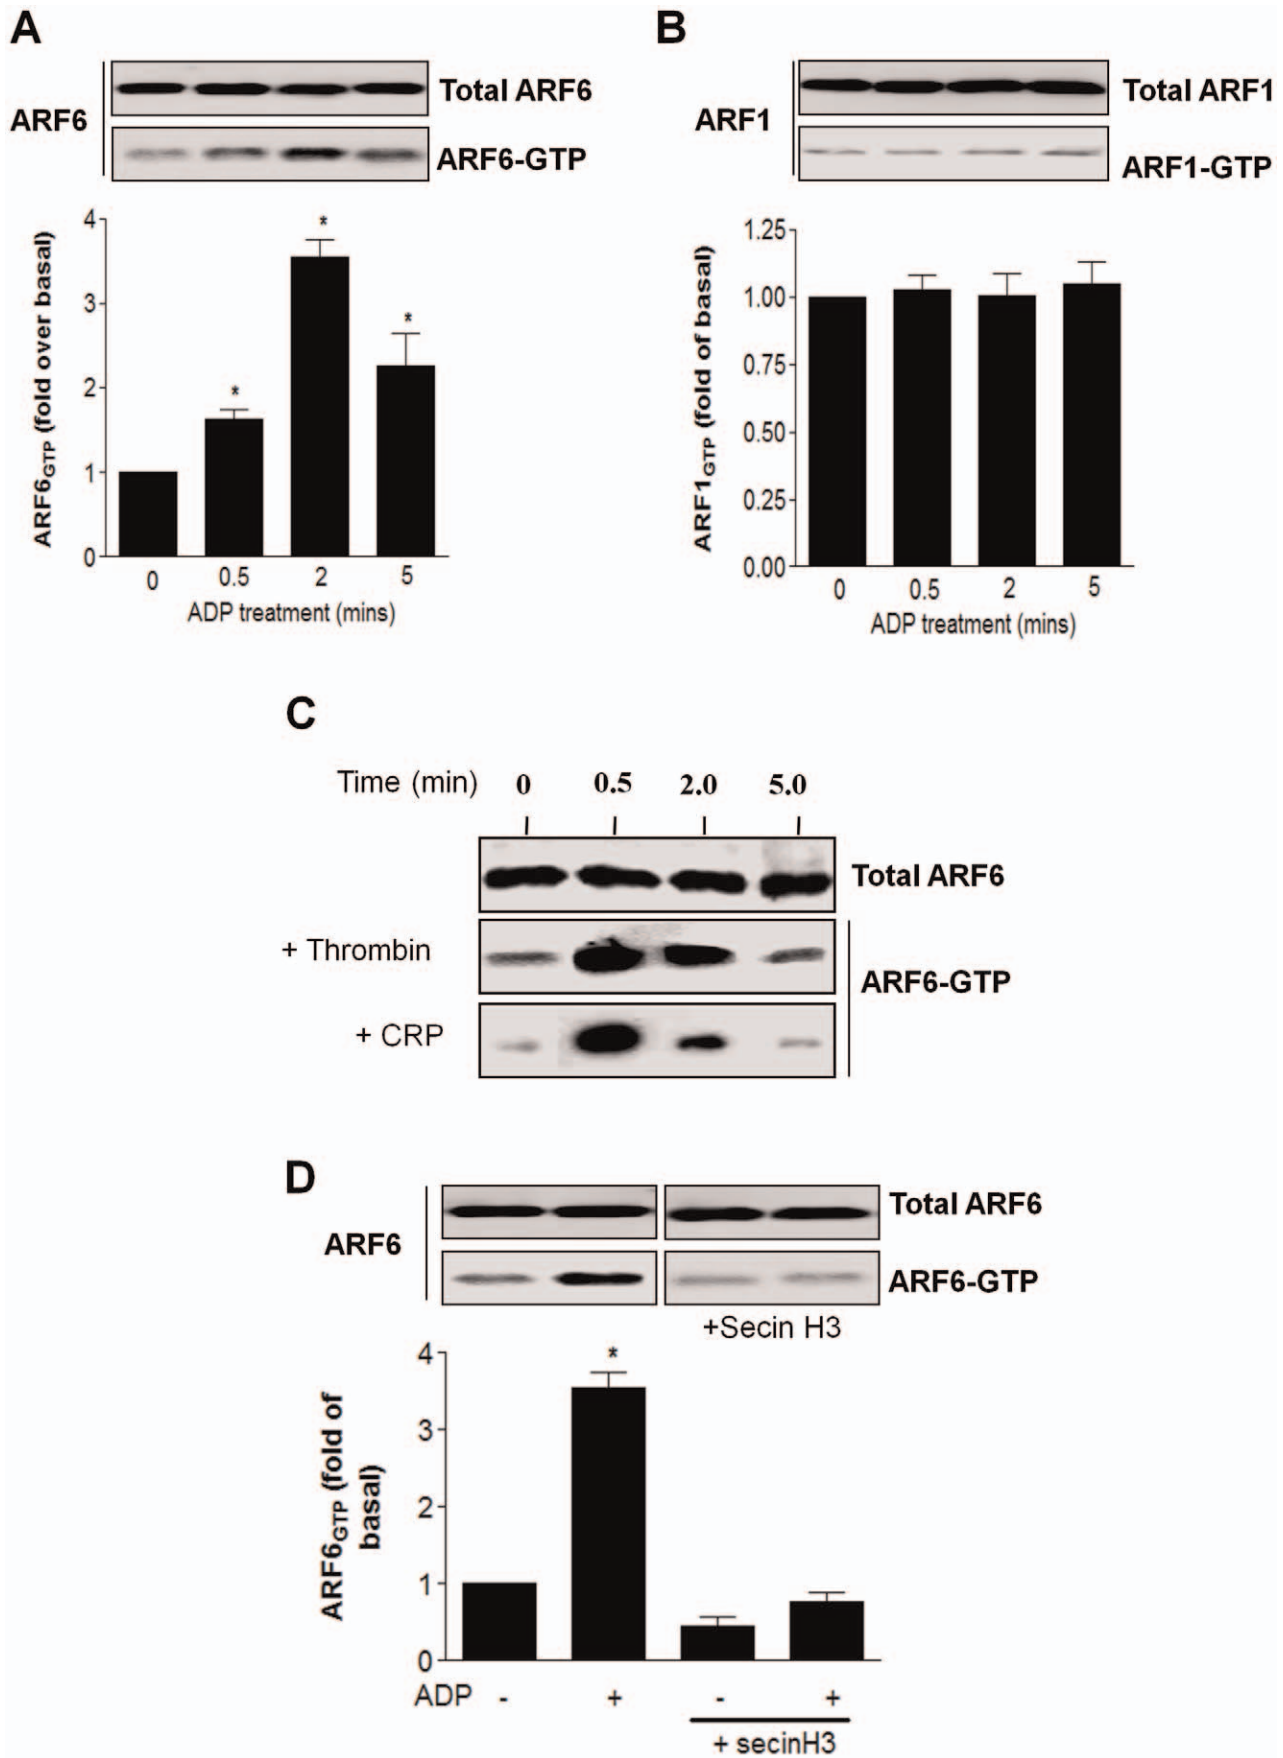 A
ARF6
Total ARF6
ARF6-GTP
ARF6GTP (fold over basal)
4
3
2
1
0
*
*
*
0 0.5 2 5
ADP treatment (mins)
B
ARF1
Total ARF1
ARF1-GTP
ARF1GTP (fold of basal)
1.25
1.00
0.75
0.50
0.25
0.00
0 0.5 2 5
ADP treatment (mins)
C
Time (min) 0 0.5 2.0 5.0
Total ARF6
+ Thrombin
ARF6-GTP
+ CRP
D
ARF6
Total ARF6
ARF6-GTP
+Secin H3
ARF6GTP (fold of
basal)
4
3
2
1
0
*
ADP - + - +
+ secinH3